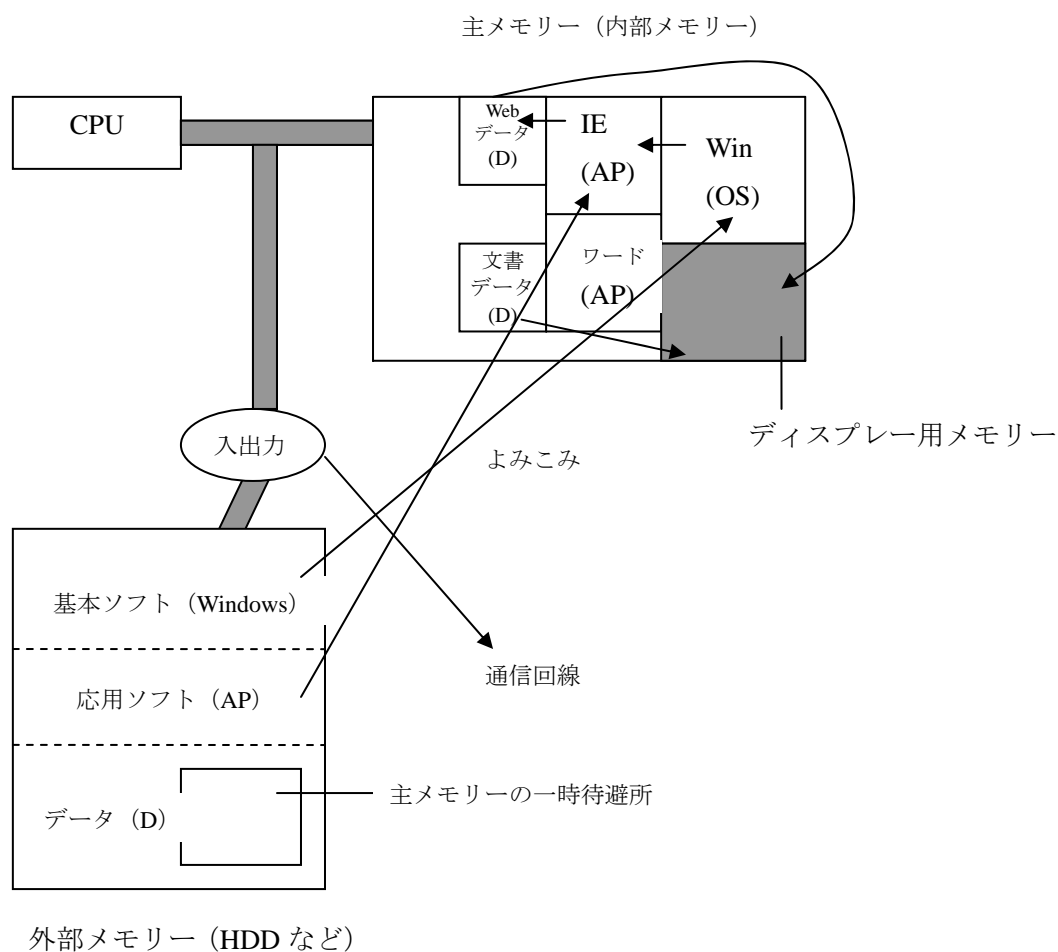 主メモリー（内部メモリー）
CPU
Web
データ
(D)
IE
(AP)
Win
(OS)
文書
データ
(D)
ワード
(AP)
ディスプレー用メモリー
入出力
よみこみ
基本ソフト（Windows）
通信回線
応用ソフト（AP）
主メモリーの一時待避所
データ（D）
外部メモリー（HDD など）